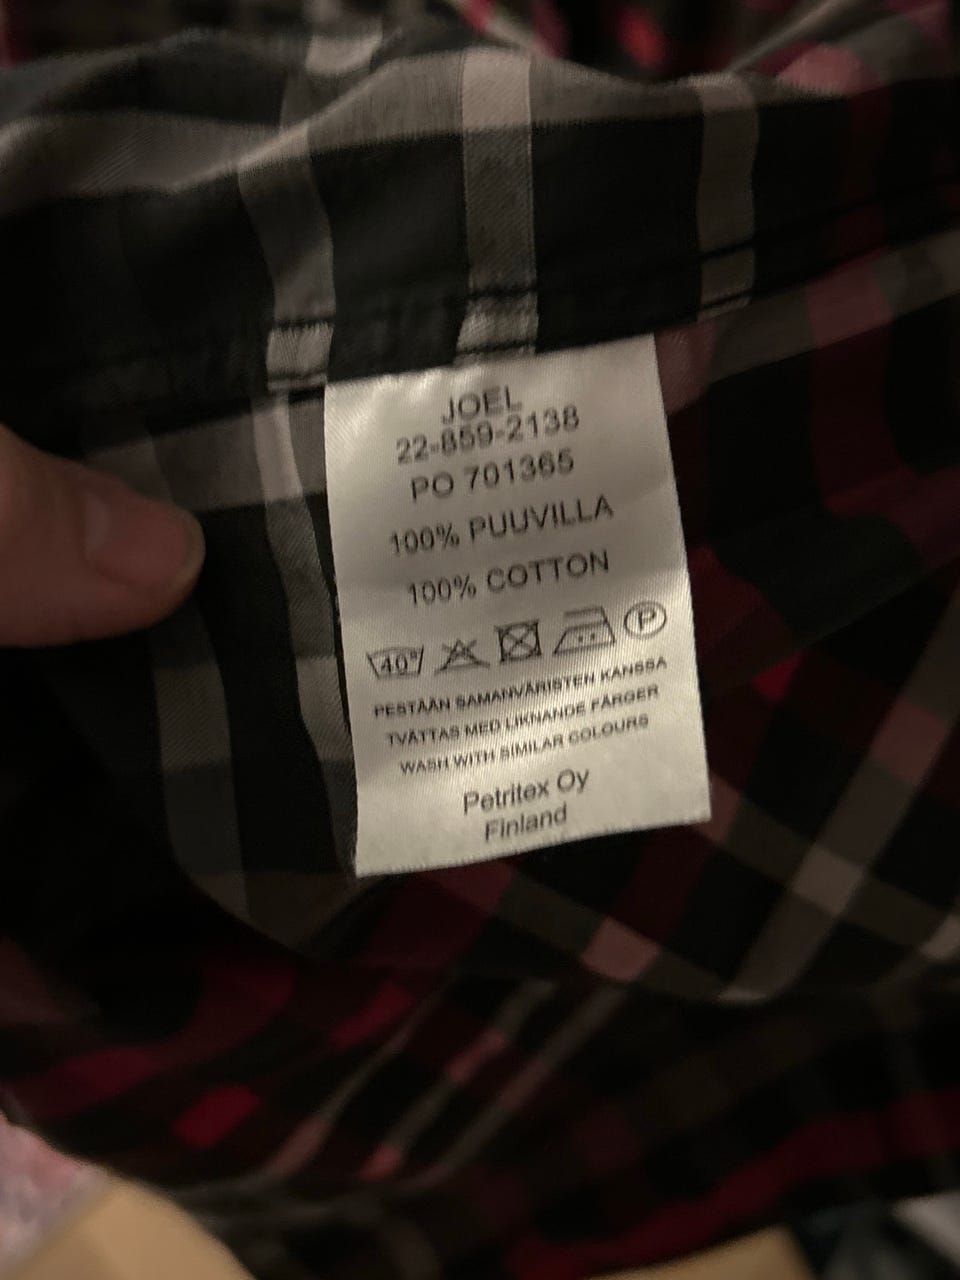 JOEL
22-859-2138
PO 701365
100% PUUVILLA
100% COTTON
40°
P
PESTÄÄN SAMANVÄRISTEN KANSSA
TVÄTTAS MED LIKNANDE FÄRGER
WASH WITH SIMILAR COLOURS
Petritex Oy
Finland